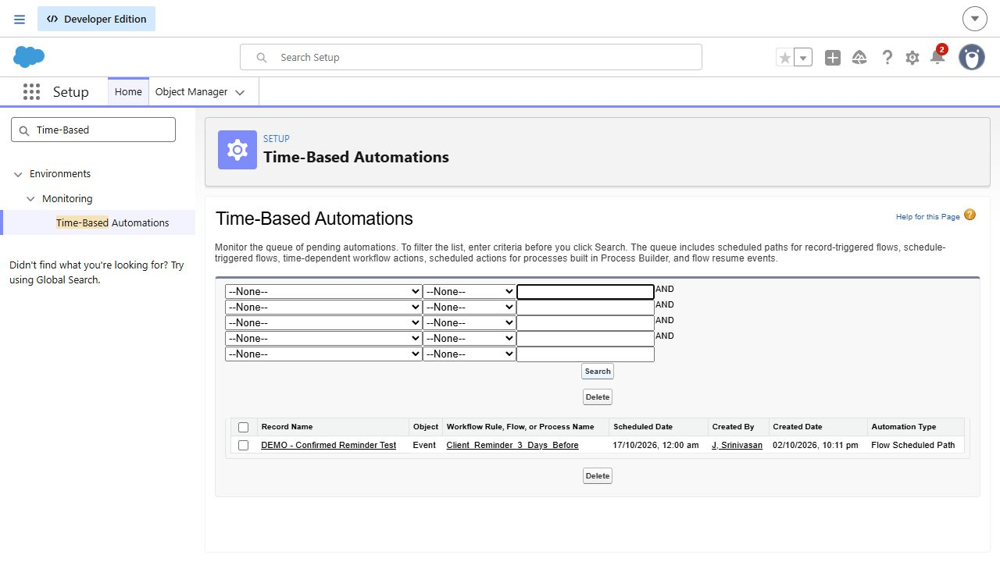 Developer Edition
Search Setup
2
Setup
Home
Object Manager
Time-Based
Environments
Monitoring
Time-Based Automations
Didn't find what you're looking for? Try
using Global Search.
SETUP
Time-Based Automations
Time-Based Automations
Help for this Page
Monitor the queue of pending automations. To filter the list, enter criteria before you click Search. The queue includes scheduled paths for record-triggered flows, schedule-
triggered flows, time-dependent workflow actions, scheduled actions for processes built in Process Builder, and flow resume events.
--None-- --None-- AND
--None-- --None-- AND
--None-- --None-- AND
--None-- --None-- AND
--None-- --None--
Search
Delete
Record Name Object Workflow Rule, Flow, or Process Name Scheduled Date Created By Created Date Automation Type
DEMO - Confirmed Reminder Test Event Client_Reminder_3_Days_Before 17/10/2026, 12:00 am J, Srinivasan 02/10/2026, 10:11 pm Flow Scheduled Path
Delete